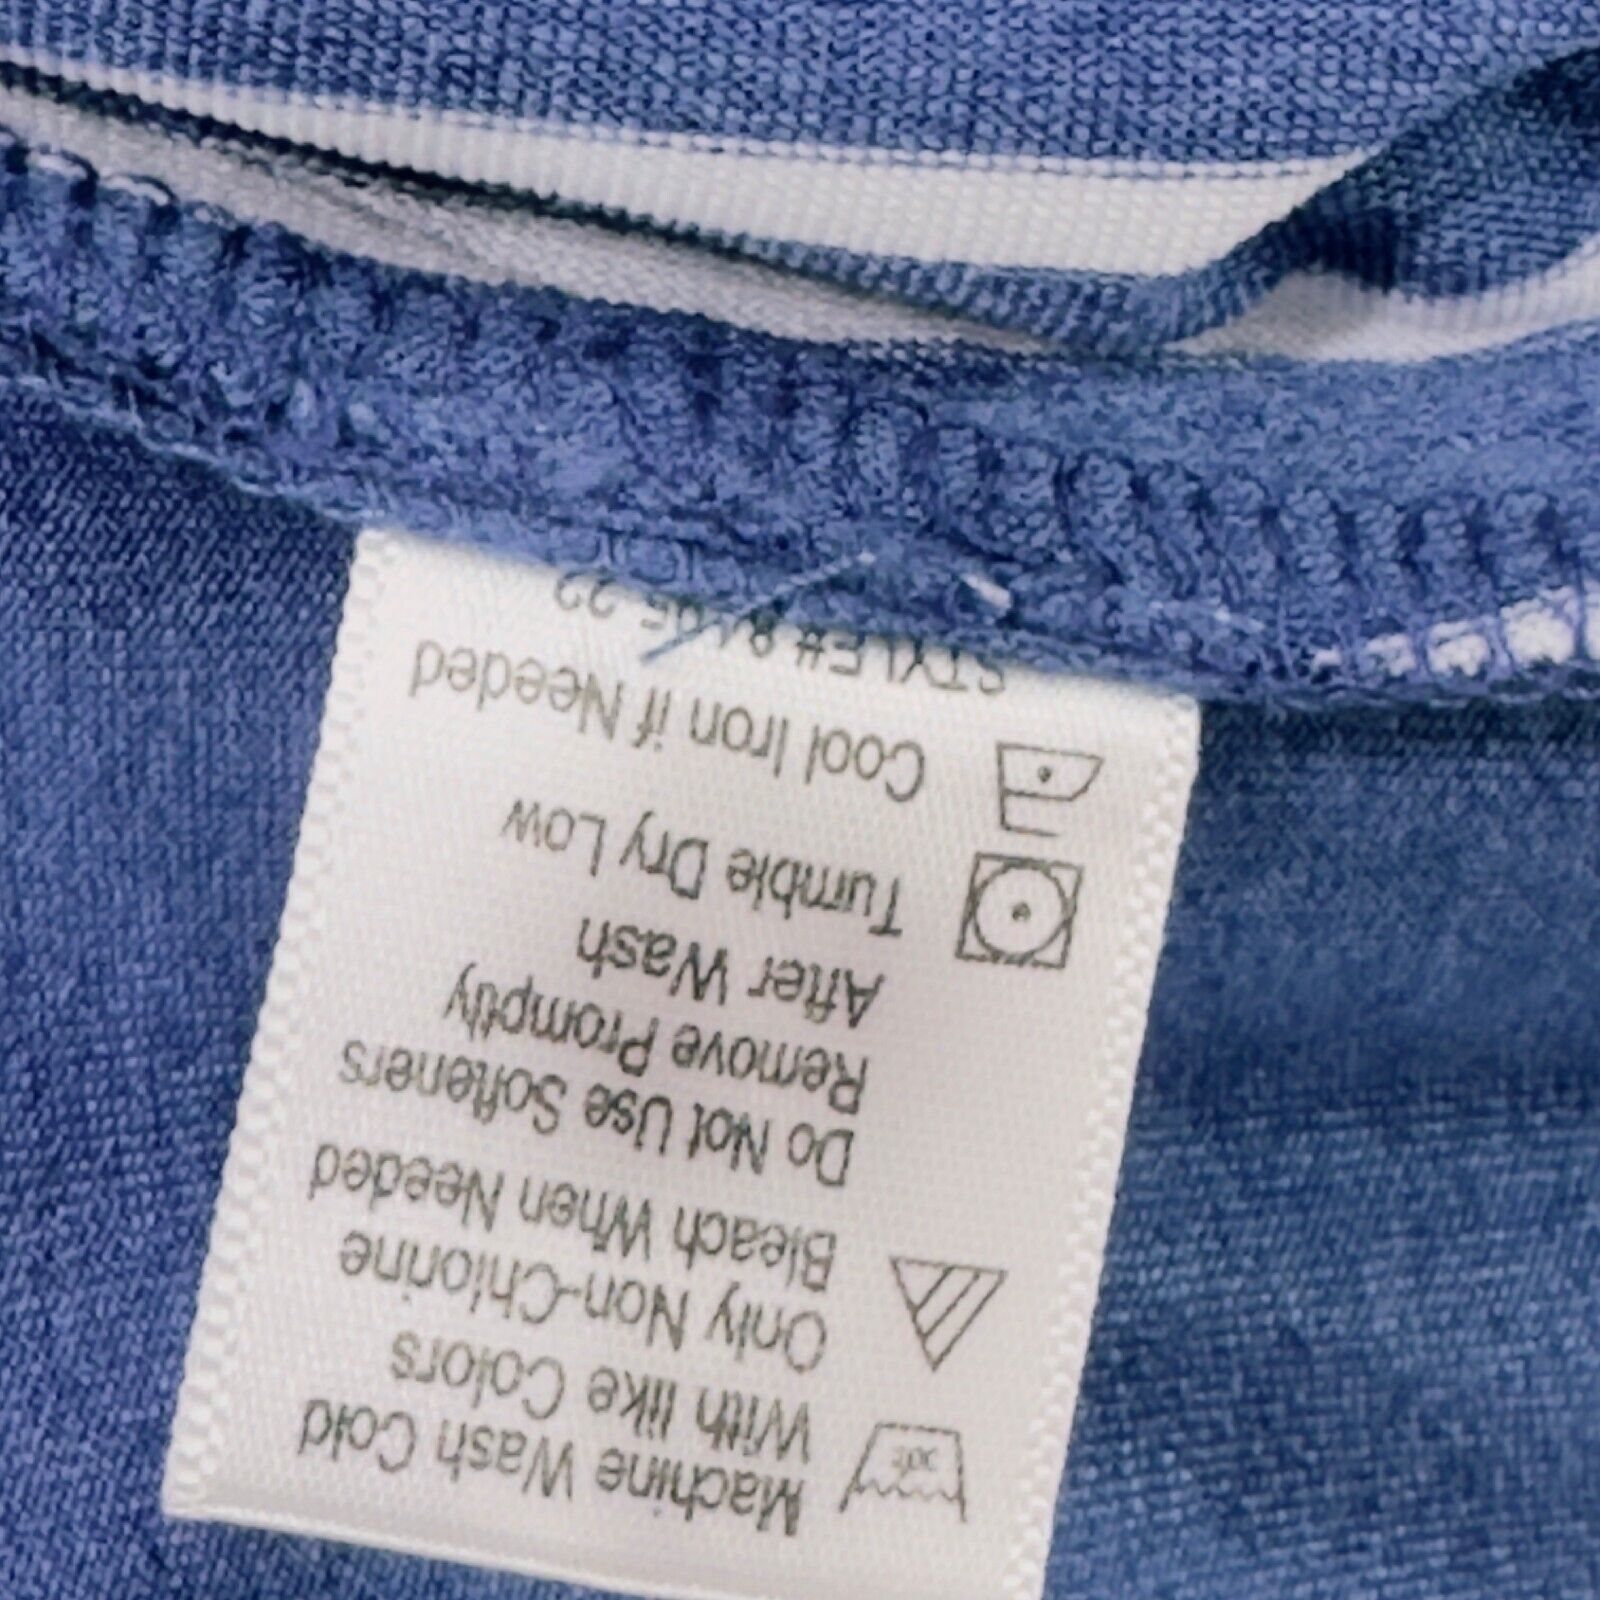 Machine Wash Cold
With like Colors
Only Non-Chlorine
Bleach When Needed
Do Not Use Softeners
Remove Promptly
After Wash
Tumble Dry Low
Cool Iron if Needed
STYLE#